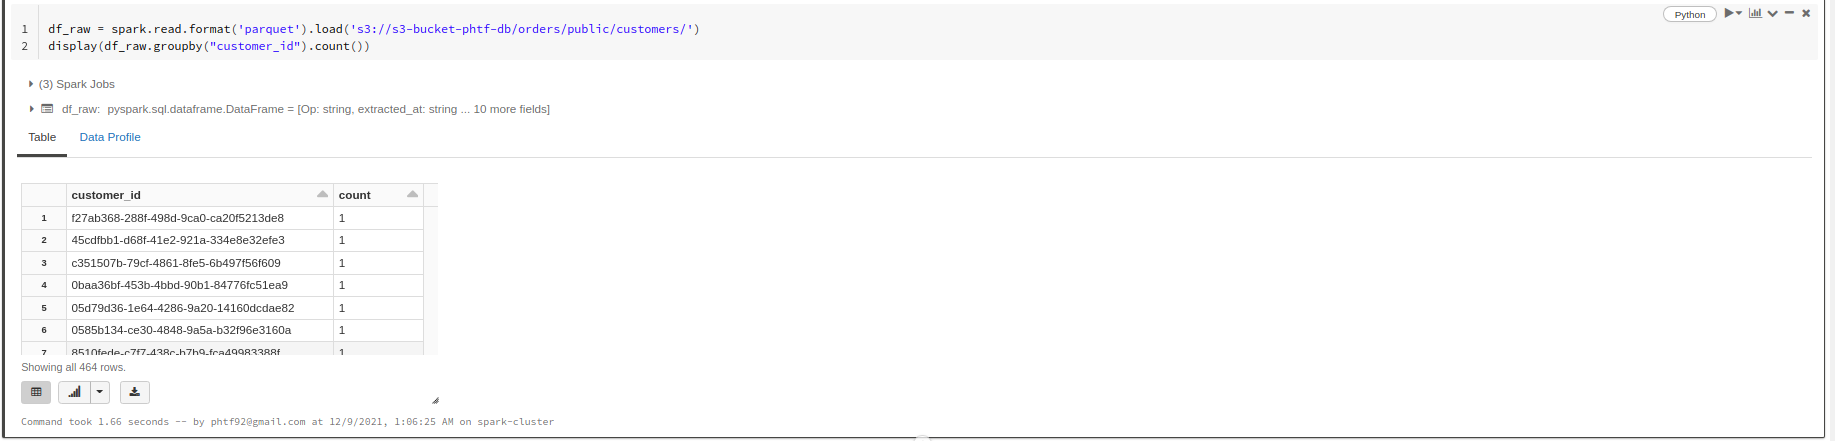 Python
1 df_raw = spark.read.format('parquet').load('s3://s3-bucket-phtf-db/orders/public/customers/')
2 display(df_raw.groupby("customer_id").count())
(3) Spark Jobs
df_raw: pyspark.sql.dataframe.DataFrame = [Op: string, extracted_at: string ... 10 more fields]
Table Data Profile
customer_id count
1 f27ab368-288f-498d-9ca0-ca20f5213de8 1
2 45cdfbb1-d68f-41e2-921a-334e8e32efe3 1
3 c351507b-79cf-4861-8fe5-6b497f56f609 1
4 0baa36bf-453b-4bbd-90b1-84776fc51ea9 1
5 05d79d36-1e64-4286-9a20-14160dcdae82 1
6 0585b134-ce30-4848-9a5a-b32f96e3160a 1
7 8510fede-c7f7-438c-b7b9-fca49983388f 1
Showing all 464 rows.
Command took 1.66 seconds -- by phtf92@gmail.com at 12/9/2021, 1:06:25 AM on spark-cluster